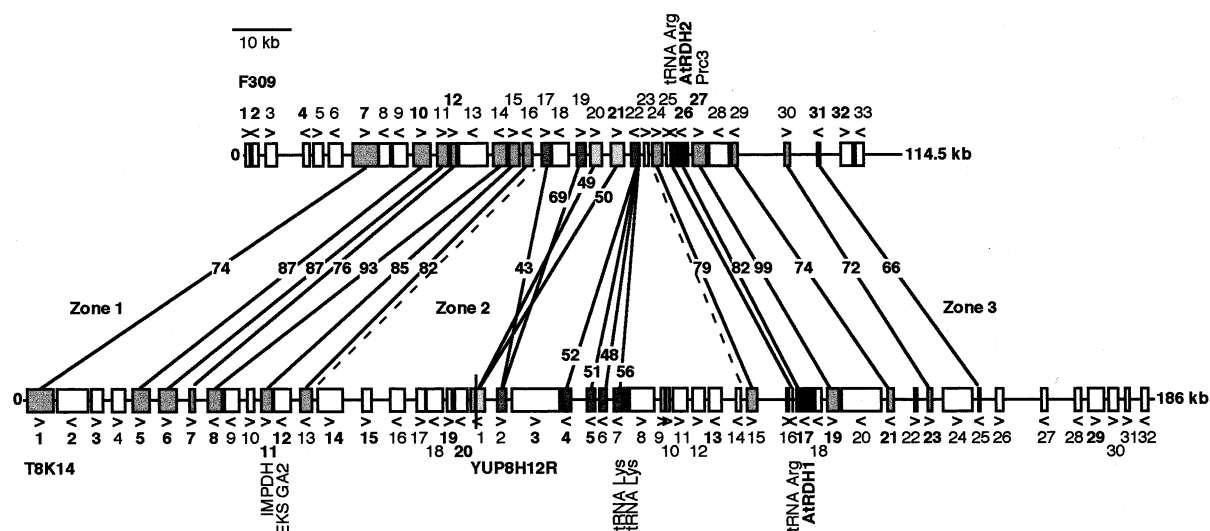 10 kb
tRNA Arg
AtRDH2
Prc3
F309
1 2 3 4 5 6 7 8 9 10 11 12 13 14 15 16 17 18 19 20 21 22 23 24 25 26 27 28 29 30 31 32 33
0 114.5 kb
69 49 50
74 87 87 76 93 85 82 43 79 82 99 74 72 66
Zone 1 Zone 2 Zone 3
52 51 48 56
0 186 kb
1 2 3 4 5 6 7 8 9 10 11 12 13 14 15 16 17 18 19 20 1 2 3 4 5 6 7 8 9 10 11 12 13 14 15 16 17 18 19 20 21 22 23 24 25 26 27 28 29 30 31 32
T8K14 YUP8H12R
IMPDH
EKS GA2
tRNA Lys
tRNA Lys
tRNA Arg
AtRDH1